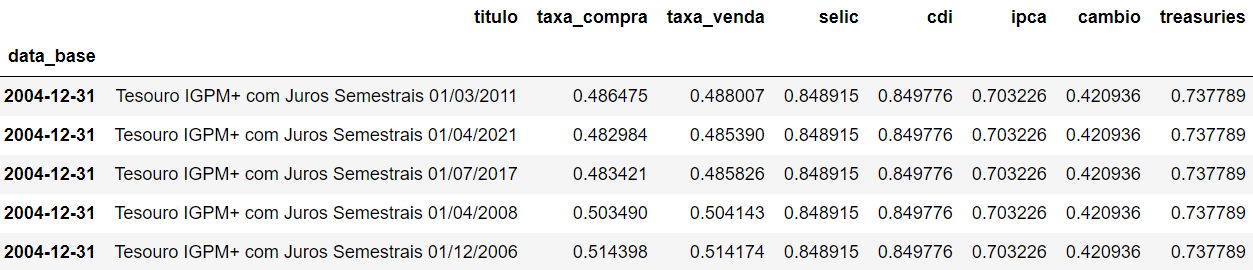 titulo taxa_compra taxa_venda selic cdi ipca cambio treasuries
data_base
2004-12-31 Tesouro IGPM+ com Juros Semestrais 01/03/2011 0.486475 0.488007 0.848915 0.849776 0.703226 0.420936 0.737789
2004-12-31 Tesouro IGPM+ com Juros Semestrais 01/04/2021 0.482984 0.485390 0.848915 0.849776 0.703226 0.420936 0.737789
2004-12-31 Tesouro IGPM+ com Juros Semestrais 01/07/2017 0.483421 0.485826 0.848915 0.849776 0.703226 0.420936 0.737789
2004-12-31 Tesouro IGPM+ com Juros Semestrais 01/04/2008 0.503490 0.504143 0.848915 0.849776 0.703226 0.420936 0.737789
2004-12-31 Tesouro IGPM+ com Juros Semestrais 01/12/2006 0.514398 0.514174 0.848915 0.849776 0.703226 0.420936 0.737789